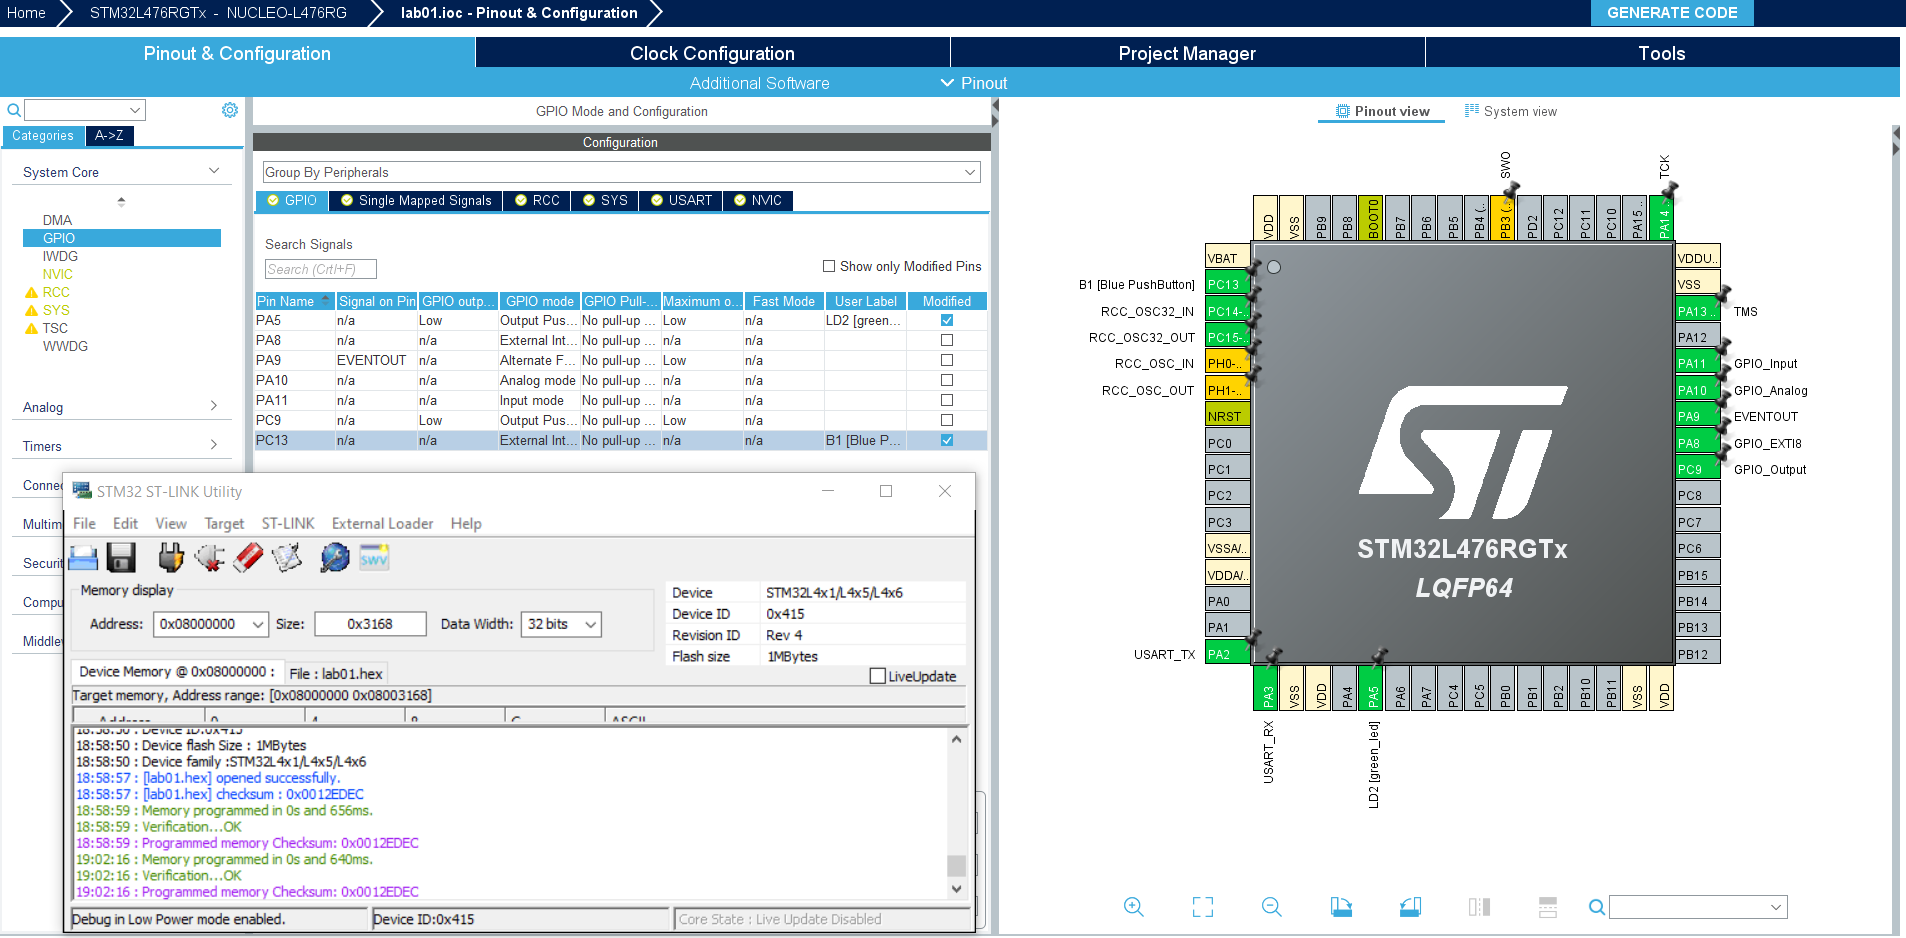 Home STM32L476RGTx - NUCLEO-L476RG lab01.ioc - Pinout & Configuration GENERATE CODE
Pinout & Configuration Clock Configuration Project Manager Tools
Additional Software Pinout
Categories A->Z
System Core
DMA
GPIO
IWDG
NVIC
RCC
SYS
TSC
WWDG
Analog
Timers
Connec
Multim
Securit
Compu
Middlew
GPIO Mode and Configuration
Configuration
Group By Peripherals
GPIO Single Mapped Signals RCC SYS USART NVIC
Search Signals
Search (Crtl+F) Show only Modified Pins
Pin Name Signal on Pin GPIO outp... GPIO mode GPIO Pull-... Maximum o... Fast Mode User Label Modified
PA5 n/a Low Output Pus... No pull-up ... Low n/a LD2 [green...
PA8 n/a n/a External Int... No pull-up ... n/a n/a
PA9 EVENTOUT n/a Alternate F... No pull-up ... Low n/a
PA10 n/a n/a Analog mode No pull-up ... n/a n/a
PA11 n/a n/a Input mode No pull-up ... n/a n/a
PC9 n/a Low Output Pus... No pull-up ... Low n/a
PC13 n/a n/a External Int... No pull-up ... n/a n/a B1 [Blue P...
STM32 ST-LINK Utility
File Edit View Target ST-LINK External Loader Help
SWV
Memory display
Address: 0x08000000 Size: 0x3168 Data Width: 32 bits
Device STM32L4x1/L4x5/L4x6
Device ID 0x415
Revision ID Rev 4
Flash size 1MBytes
Device Memory @ 0x08000000 : File : lab01.hex LiveUpdate
Target memory, Address range: [0x08000000 0x08003168]
Address 0 4 8 C ASCII
18:58:50 : Device ID:0x415
18:58:50 : Device flash Size : 1MBytes
18:58:50 : Device family :STM32L4x1/L4x5/L4x6
18:58:57 : [lab01.hex] opened successfully.
18:58:57 : [lab01.hex] checksum : 0x0012EDEC
18:58:59 : Memory programmed in 0s and 656ms.
18:58:59 : Verification...OK
18:58:59 : Programmed memory Checksum: 0x0012EDEC
19:02:16 : Memory programmed in 0s and 640ms.
19:02:16 : Verification...OK
19:02:16 : Programmed memory Checksum: 0x0012EDEC
Debug in Low Power mode enabled. Device ID:0x415 Core State : Live Update Disabled
Pinout view System view
SWO TCK
VDD VSS PB9 PB8 BOOT0 PB7 PB6 PB5 PB4 (.. PB3 (.. PD2 PC12 PC11 PC10 PA15 .. PA14 ..
VBAT VDDU..
B1 [Blue PushButton] PC13 VSS
RCC_OSC32_IN PC14-.. PA13 .. TMS
RCC_OSC32_OUT PC15-.. PA12
RCC_OSC_IN PH0-.. PA11 GPIO_Input
RCC_OSC_OUT PH1-.. PA10 GPIO_Analog
NRST PA9 EVENTOUT
PC0 PA8 GPIO_EXTI8
PC1 PC9 GPIO_Output
PC2 PC8
PC3 PC7
VSSA/.. PC6
VDDA/.. PB15
PA0 PB14
PA1 PB13
USART_TX PA2 PB12
ST
STM32L476RGTx
LQFP64
PA3 VSS VDD PA4 PA5 PA6 PA7 PC4 PC5 PB0 PB1 PB2 PB10 PB11 VSS VDD
USART_RX LD2 [green_led]